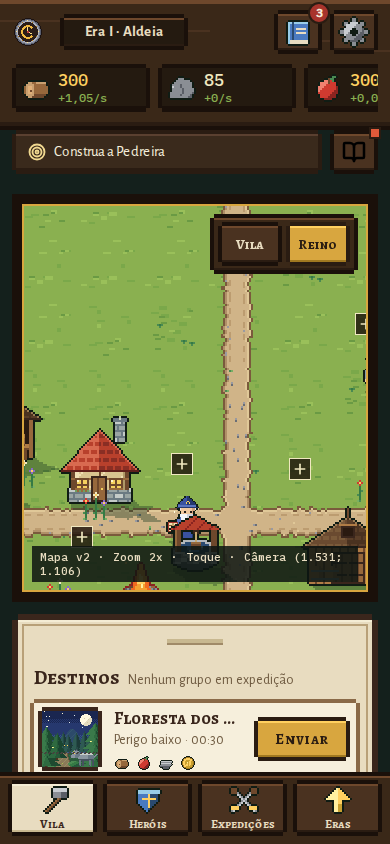 Era I · Aldeia
3
300
+1,05/s
85
+0/s
300
+0,0
Construa a Pedreira
Vila
Reino
Mapa v2 · Zoom 2x · Toque · Câmera (1.531;
1.106)
Destinos Nenhum grupo em expedição
Floresta dos ...
Perigo baixo · 00:30
Enviar
Vila
Heróis
Expedições
Eras